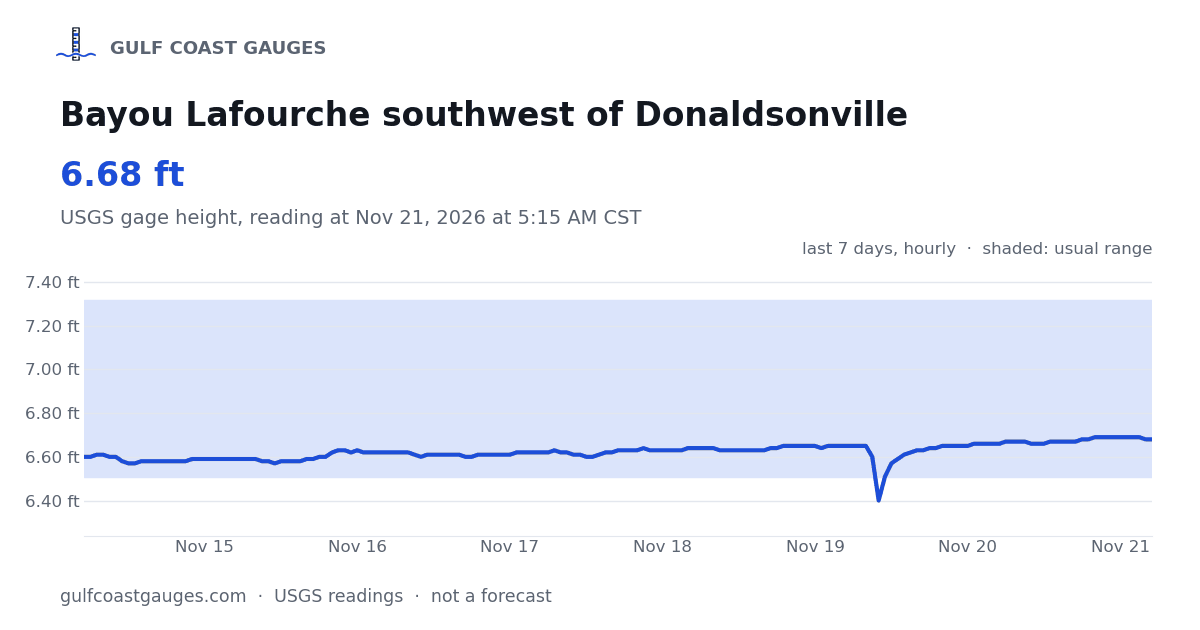 GULF COAST GAUGES
Bayou Lafourche southwest of Donaldsonville
6.68 ft
USGS gage height, reading at Nov 21, 2026 at 5:15 AM CST
last 7 days, hourly · shaded: usual range
7.40 ft
7.20 ft
7.00 ft
6.80 ft
6.60 ft
6.40 ft
Nov 15 Nov 16 Nov 17 Nov 18 Nov 19 Nov 20 Nov 21
gulfcoastgauges.com · USGS readings · not a forecast